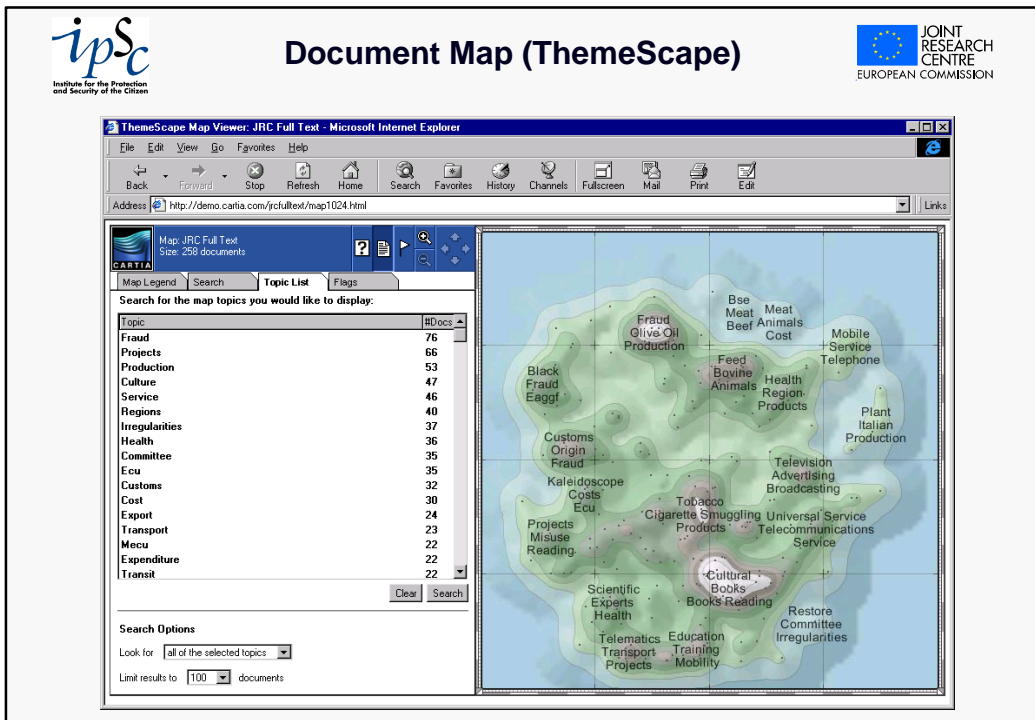 ipSc
Institute for the Protection
and Security of the Citizen
Document Map (ThemeScape)
JOINT
RESEARCH
CENTRE
EUROPEAN COMMISSION
ThemeScape Map Viewer: JRC Full Text - Microsoft Internet Explorer
File Edit View Go Favorites Help
Back Forward Stop Refresh Home Search Favorites History Channels Fullscreen Mail Print Edit
Address http://demo.cartia.com/jrcfulltext/map1024.html Links
CARTIA
Map: JRC Full Text
Size: 258 documents
?
Map Legend Search Topic List Flags
Search for the map topics you would like to display:
Topic #Docs
Fraud 76
Projects 66
Production 53
Culture 47
Service 46
Regions 40
Irregularities 37
Health 36
Committee 35
Ecu 35
Customs 32
Cost 30
Export 24
Transport 23
Mecu 22
Expenditure 22
Transit 22
Clear Search
Search Options
Look for all of the selected topics
Limit results to 100 documents
Fraud
Olive Oil
Production
Bse
Meat
Beef
Meat
Animals
Cost
Mobile
Service
Telephone
Black
Fraud
Eaggf
Feed
Bovine
Animals
Health
Region
Products
Plant
Italian
Production
Customs
Origin
Fraud
Kaleidoscope
Costs
Ecu
Television
Advertising
Broadcasting
Projects
Misuse
Reading
Tobacco
Cigarette Smuggling
Products
Universal Service
Telecommunications
Service
Cultural
Books
Books Reading
Scientific
Experts
Health
Restore
Committee
Irregularities
Telematics
Transport
Projects
Education
Training
Mobility